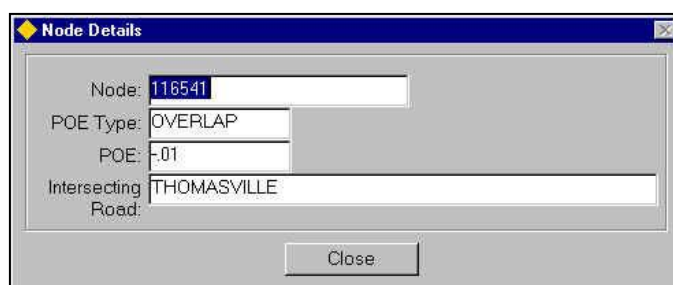 Node Details
Node: 116541
POE Type: OVERLAP
POE: -.01
Intersecting THOMASVILLE
Road:
Close